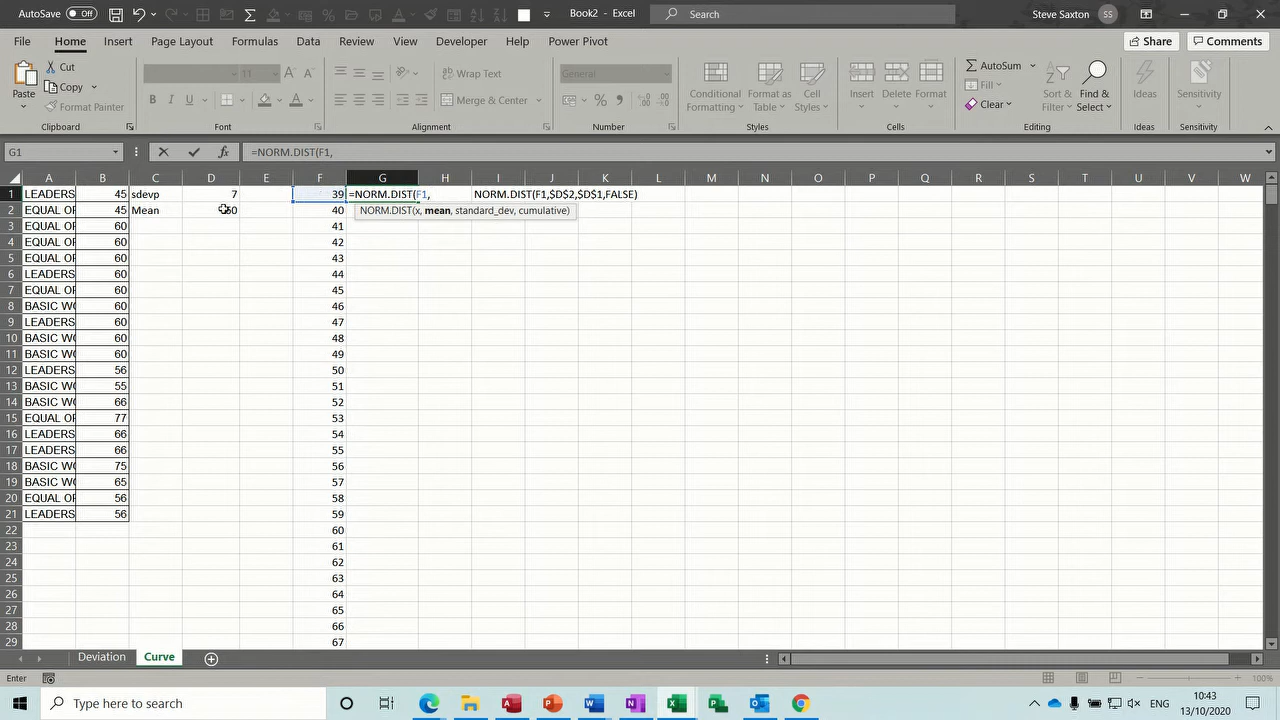 AutoSave Off Book2 - Excel Search Steve Saxton SS
File Home Insert Page Layout Formulas Data Review View Developer Help Power Pivot Share Comments
Paste Cut Copy Format Painter
11 B I U
Wrap Text Merge & Center
General
Conditional Formatting Format as Table Cell Styles
Insert Delete Format
AutoSum Fill Clear Sort & Filter Find & Select
Ideas Sensitivity
Clipboard Font Alignment Number Styles Cells Editing Ideas Sensitivity
G1 fx =NORM.DIST(F1,
A B C D E F G H I J K L M N O P Q R S T U V W
1 LEADERS 45 sdevp 7 39 =NORM.DIST(F1, NORM.DIST(F1,$D$2,$D$1,FALSE)
2 EQUAL OF 45 Mean 60 40 NORM.DIST(x, mean, standard_dev, cumulative)
3 EQUAL OF 60 41
4 EQUAL OF 60 42
5 EQUAL OF 60 43
6 LEADERS 60 44
7 EQUAL OF 60 45
8 BASIC WO 60 46
9 LEADERS 60 47
10 BASIC WO 60 48
11 BASIC WO 60 49
12 LEADERS 56 50
13 BASIC WO 55 51
14 BASIC WO 66 52
15 EQUAL OF 77 53
16 LEADERS 66 54
17 LEADERS 66 55
18 BASIC WO 75 56
19 BASIC WO 65 57
20 EQUAL OF 56 58
21 LEADERS 56 59
22 60
23 61
24 62
25 63
26 64
27 65
28 66
29 67
Deviation Curve
Enter 100%
Type here to search ENG 10:43
13/10/2020